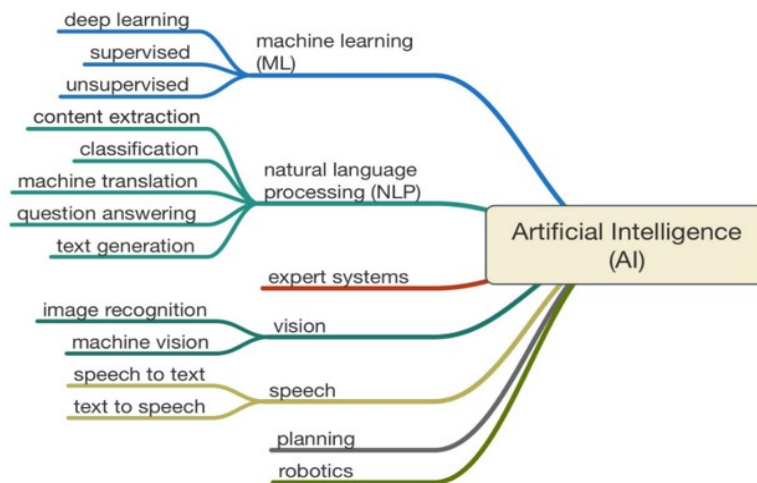 deep learning
supervised
unsupervised
machine learning
(ML)
content extraction
classification
machine translation
question answering
text generation
natural language
processing (NLP)
Artificial Intelligence
(AI)
expert systems
image recognition
machine vision
vision
speech to text
text to speech
speech
planning
robotics